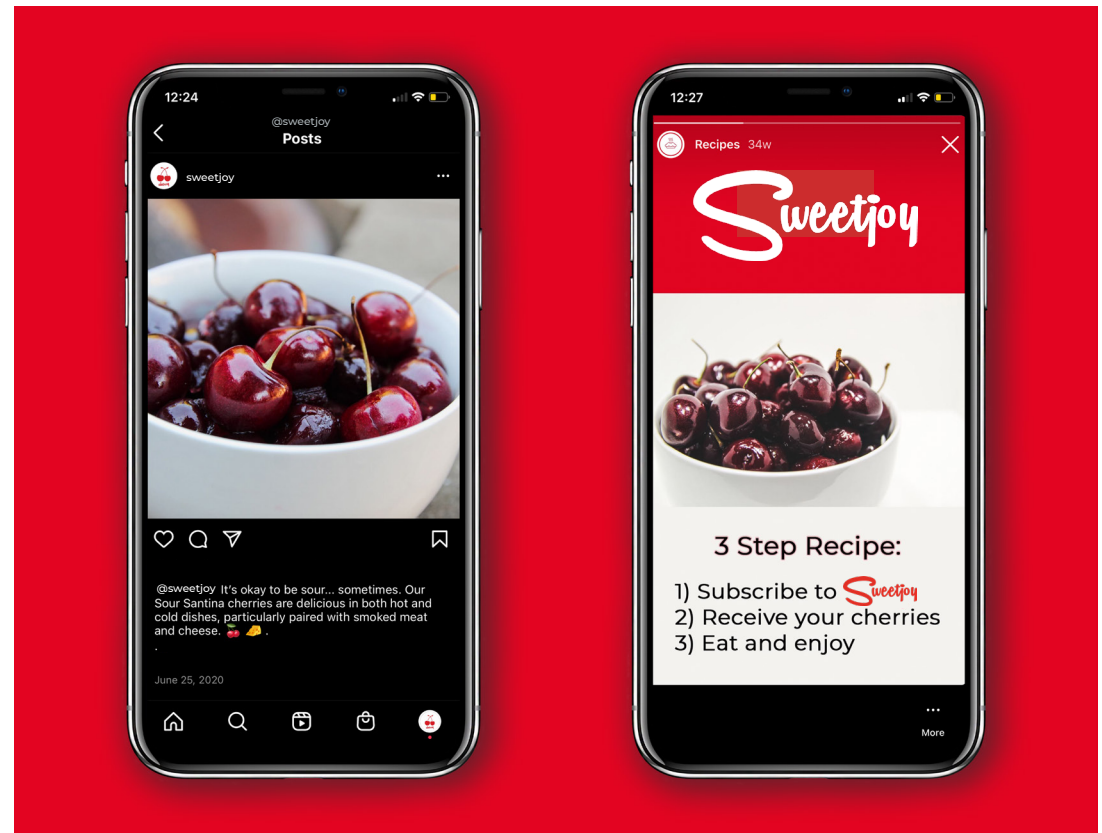 12:24
@sweetjoy
Posts
sweetjoy
@sweetjoy It's okay to be sour... sometimes. Our
Sour Santina cherries are delicious in both hot and
cold dishes, particularly paired with smoked meat
and cheese. 🍒 🧀 .
.
June 25, 2020
12:27
Recipes 34w
Sweetjoy
3 Step Recipe:
1) Subscribe to Sweetjoy
2) Receive your cherries
3) Eat and enjoy
More